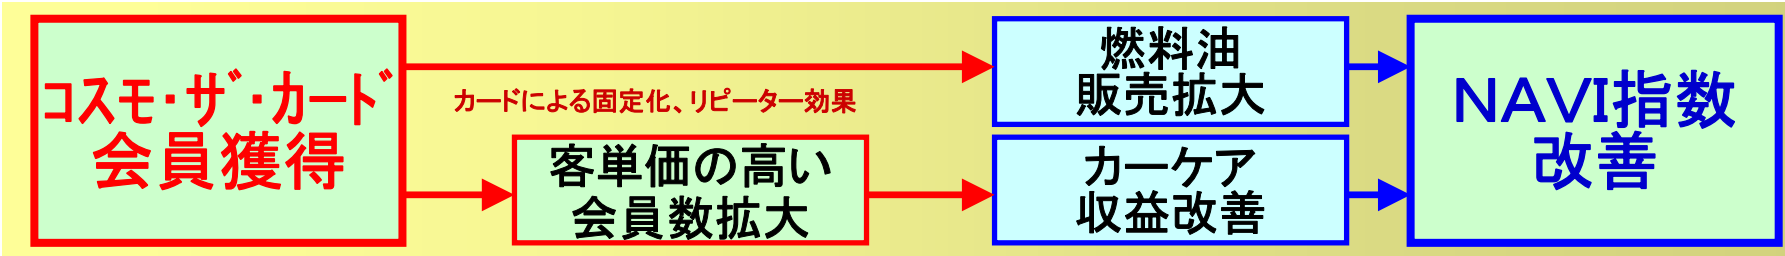 コスモ・ザ・カード
会員獲得
カードによる固定化、リピーター効果
客単価の高い
会員数拡大
燃料油
販売拡大
カーケア
収益改善
NAVI指数
改善